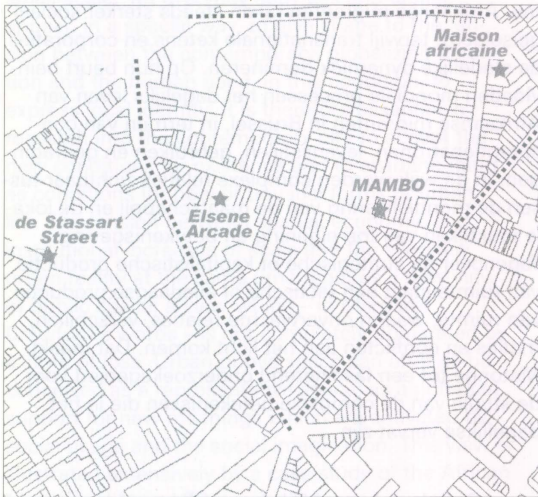 Maison
africaine
MAMBO
Elsene
Arcade
de Stassart
Street